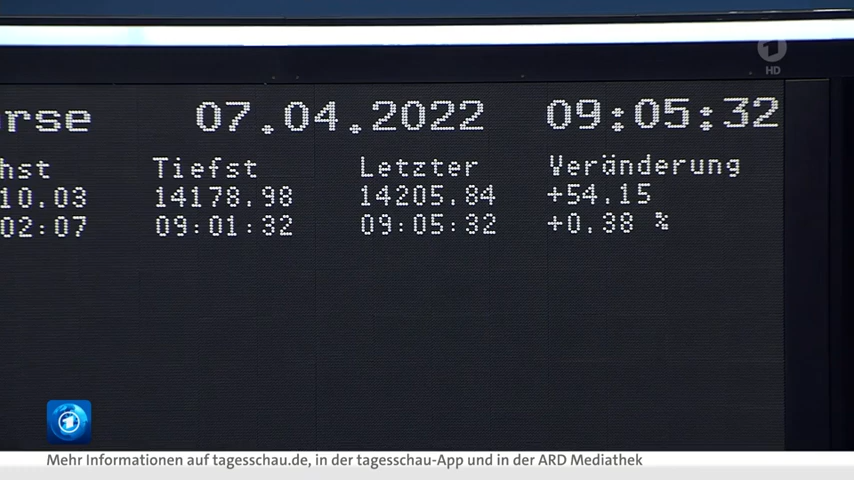 rse 07.04.2022 09:05:32
hst Tiefst Letzter Veränderung
10.03 14178.98 14205.84 +54.15
02:07 09:01:32 09:05:32 +0.38 %
1
HD
1
Mehr Informationen auf tagesschau.de, in der tagesschau-App und in der ARD Mediathek